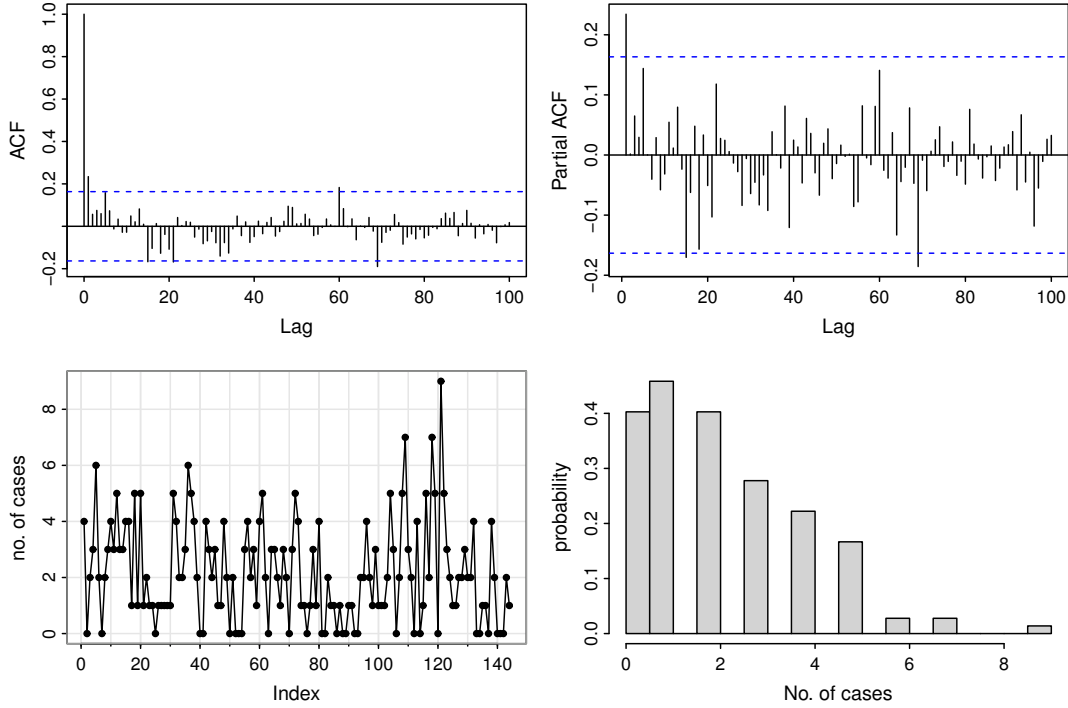 ACF
1.0
0.8
0.6
0.4
0.2
−0.2
0 20 40 60 80 100
Lag
Partial ACF
0.2
0.1
0.0
−0.1
−0.2
0 20 40 60 80 100
Lag
no. of cases
8
6
4
2
0
0 20 40 60 80 100 120 140
Index
probability
0.4
0.3
0.2
0.1
0.0
0 2 4 6 8
No. of cases